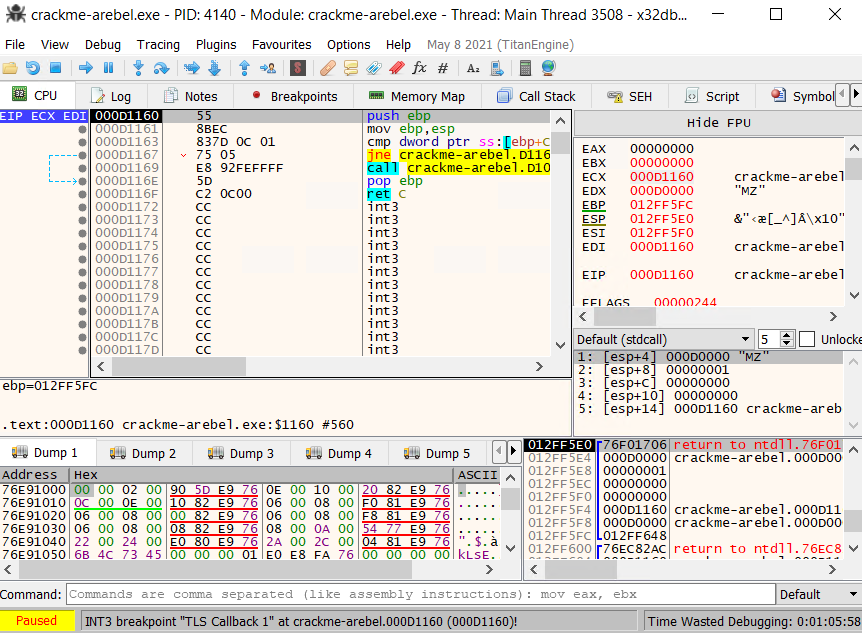 crackme-arebel.exe - PID: 4140 - Module: crackme-arebel.exe - Thread: Main Thread 3508 - x32db...
File View Debug Tracing Plugins Favourites Options Help May 8 2021 (TitanEngine)
CPU Log Notes Breakpoints Memory Map Call Stack SEH Script Symbol
EIP ECX EDI 000D1160 55 push ebp
000D1161 8BEC mov ebp,esp
000D1163 837D 0C 01 cmp dword ptr ss:[ebp+C
000D1167 75 05 jne crackme-arebel.D116
000D1169 E8 92FEFFFF call crackme-arebel.D10
000D116E 5D pop ebp
000D116F C2 0C00 ret C
000D1172 CC int3
000D1173 CC int3
000D1174 CC int3
000D1175 CC int3
000D1176 CC int3
000D1177 CC int3
000D1178 CC int3
000D1179 CC int3
000D117A CC int3
000D117B CC int3
000D117C CC int3
000D117D CC int3
Hide FPU
EAX 00000000
EBX 00000000
ECX 000D1160 crackme-arebel
EDX 000D0000 "MZ"
EBP 012FF5FC
ESP 012FF5E0 &"‹æ[_^]Â\x10"
ESI 012FF5F0
EDI 000D1160 crackme-arebel
EIP 000D1160 crackme-arebel
EFLAGS 00000244
Default (stdcall) 5 Unlocke
1: [esp+4] 000D0000 "MZ"
2: [esp+8] 00000001
3: [esp+C] 00000000
4: [esp+10] 00000000
5: [esp+14] 000D1160 crackme-areb
ebp=012FF5FC
.text:000D1160 crackme-arebel.exe:$1160 #560
Dump 1 Dump 2 Dump 3 Dump 4 Dump 5
Address Hex ASCII
76E91000 00 00 02 00 90 5D E9 76 0E 00 10 00 20 82 E9 76 .....
76E91010 0C 00 0E 00 10 82 E9 76 06 00 08 00 F0 81 E9 76 .....
76E91020 06 00 08 00 00 82 E9 76 06 00 08 00 F8 81 E9 76 .....
76E91030 06 00 08 00 08 82 E9 76 08 00 0A 00 54 77 E9 76 .....
76E91040 22 00 24 00 E0 80 E9 76 2A 00 2C 00 04 81 E9 76 ".$.à
76E91050 6B 4C 73 45 00 00 00 01 E0 E8 FA 76 00 00 00 00 kLsE.
012FF5E0 76F01706 return to ntdll.76F01
012FF5E4 000D0000 crackme-arebel.000D00
012FF5E8 00000001
012FF5EC 00000000
012FF5F0 00000000
012FF5F4 000D1160 crackme-arebel.000D11
012FF5F8 000D0000 crackme-arebel.000D00
012FF5FC 012FF648
012FF600 76EC82AC return to ntdll.76EC8
Command: Commands are comma separated (like assembly instructions): mov eax, ebx Default
Paused INT3 breakpoint "TLS Callback 1" at crackme-arebel.000D1160 (000D1160)! Time Wasted Debugging: 0:01:05:58